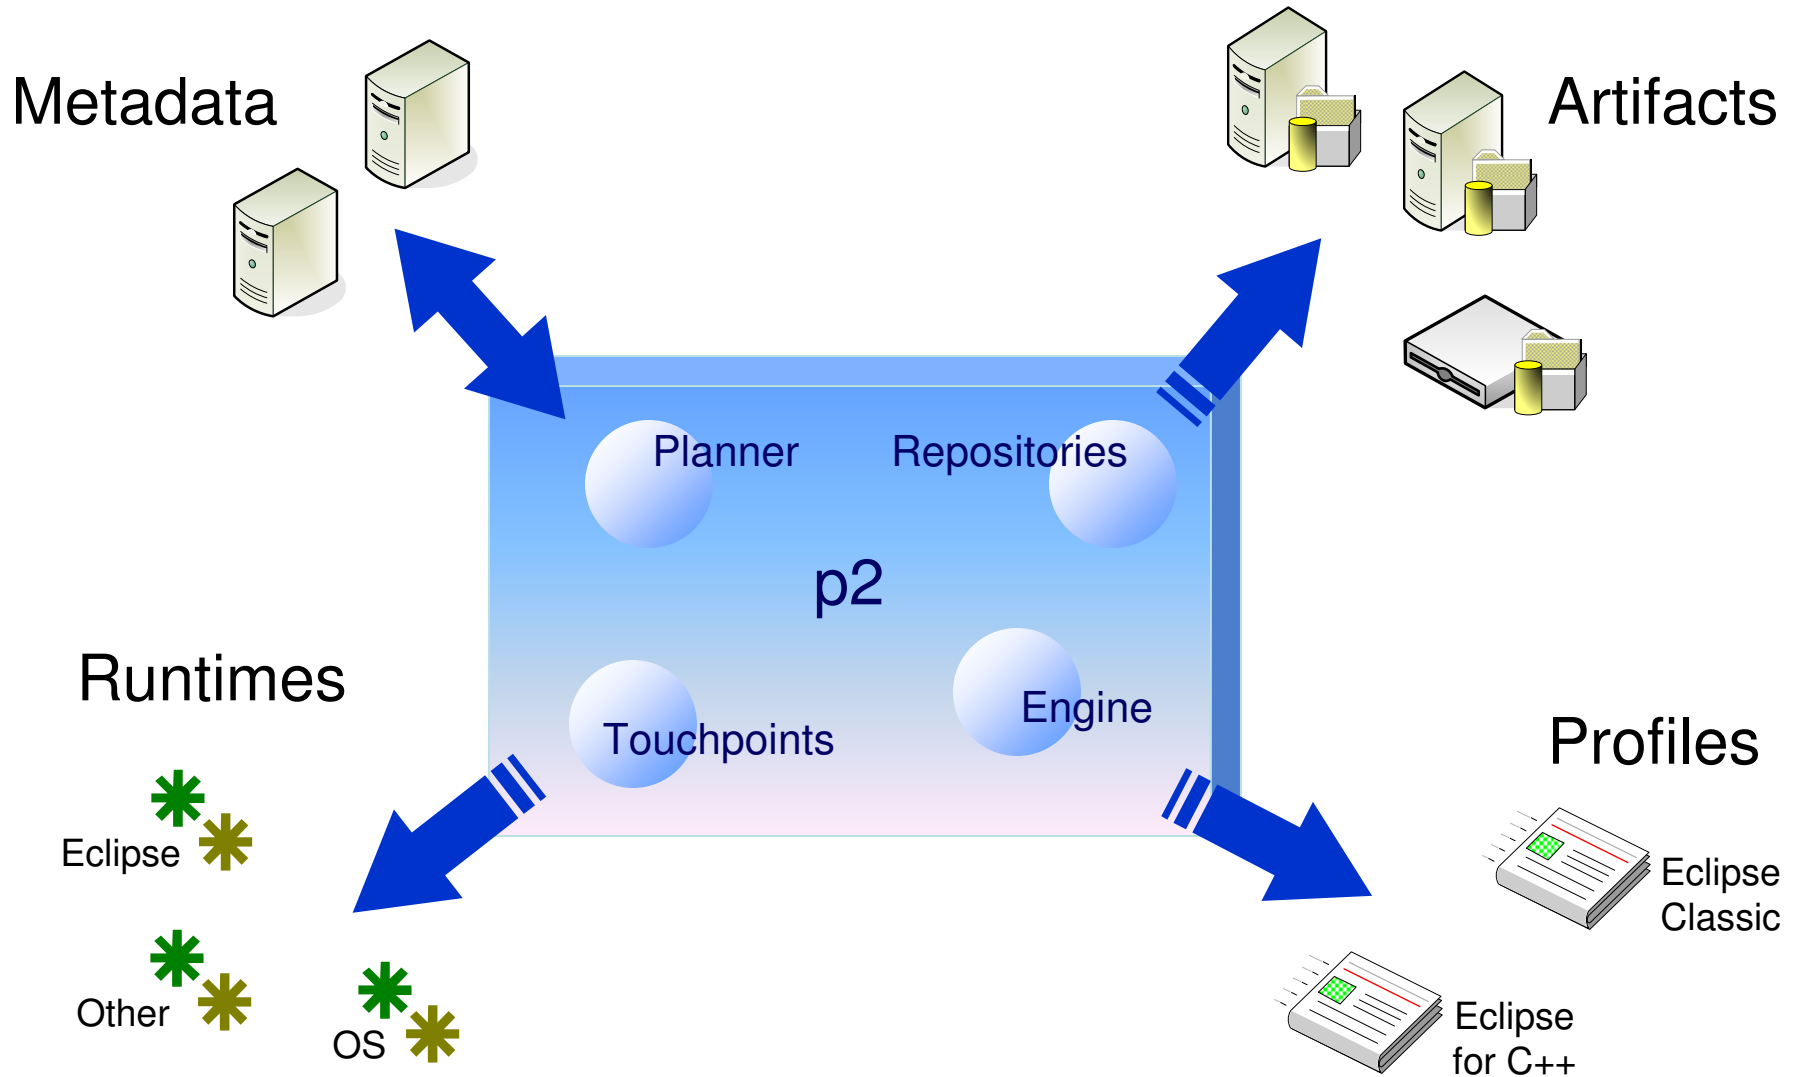 Metadata
Artifacts
Planner
Repositories
p2
Runtimes
Touchpoints
Engine
Profiles
Eclipse
Eclipse
Classic
Other
OS
Eclipse
for C++